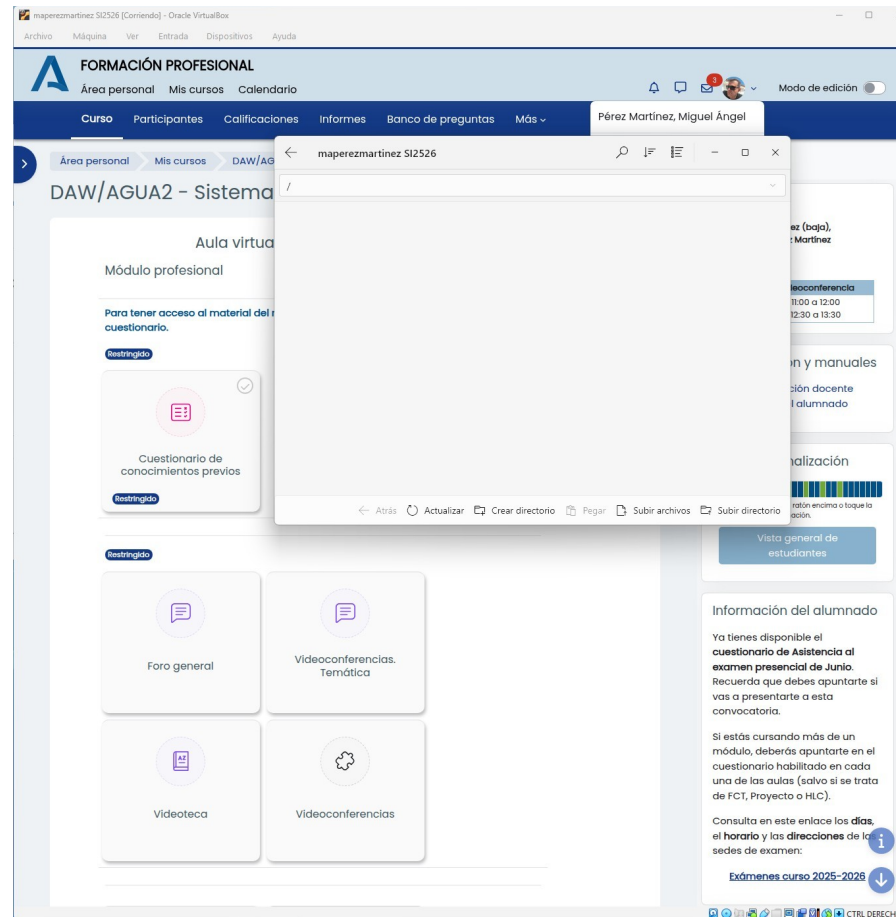 maperezmartinez SI2526 [Corriendo] - Oracle VirtualBox
Archivo Máquina Ver Entrada Dispositivos Ayuda
FORMACIÓN PROFESIONAL
Área personal Mis cursos Calendario
3
Modo de edición
Curso Participantes Calificaciones Informes Banco de preguntas Más
Pérez Martínez, Miguel Ángel
Área personal Mis cursos DAW/AG
DAW/AGUA2 - Sistema
maperezmartinez SI2526
/
Atrás Actualizar Crear directorio Pegar Subir archivos Subir directorio
Aula virtua
Módulo profesional
Para tener acceso al material del
cuestionario.
Restringido
Cuestionario de
conocimientos previos
Restringido
Restringido
Foro general
Videoconferencias.
Temática
AZ
Videoteca
Videoconferencias
ez (baja),
z Martínez
deoconferencia
11:00 a 12:00
12:30 a 13:30
ón y manuales
ción docente
l alumnado
nalización
ratón encima o toque la
ación.
Vista general de
estudiantes
Información del alumnado
Ya tienes disponible el
cuestionario de Asistencia al
examen presencial de Junio.
Recuerda que debes apuntarte si
vas a presentarte a esta
convocatoria.
Si estás cursando más de un
módulo, deberás apuntarte en el
cuestionario habilitado en cada
una de las aulas (salvo si se trata
de FCT, Proyecto o HLC).
Consulta en este enlace los días,
el horario y las direcciones de las
sedes de examen:
Exámenes curso 2025-2026
i
CTRL DERECH